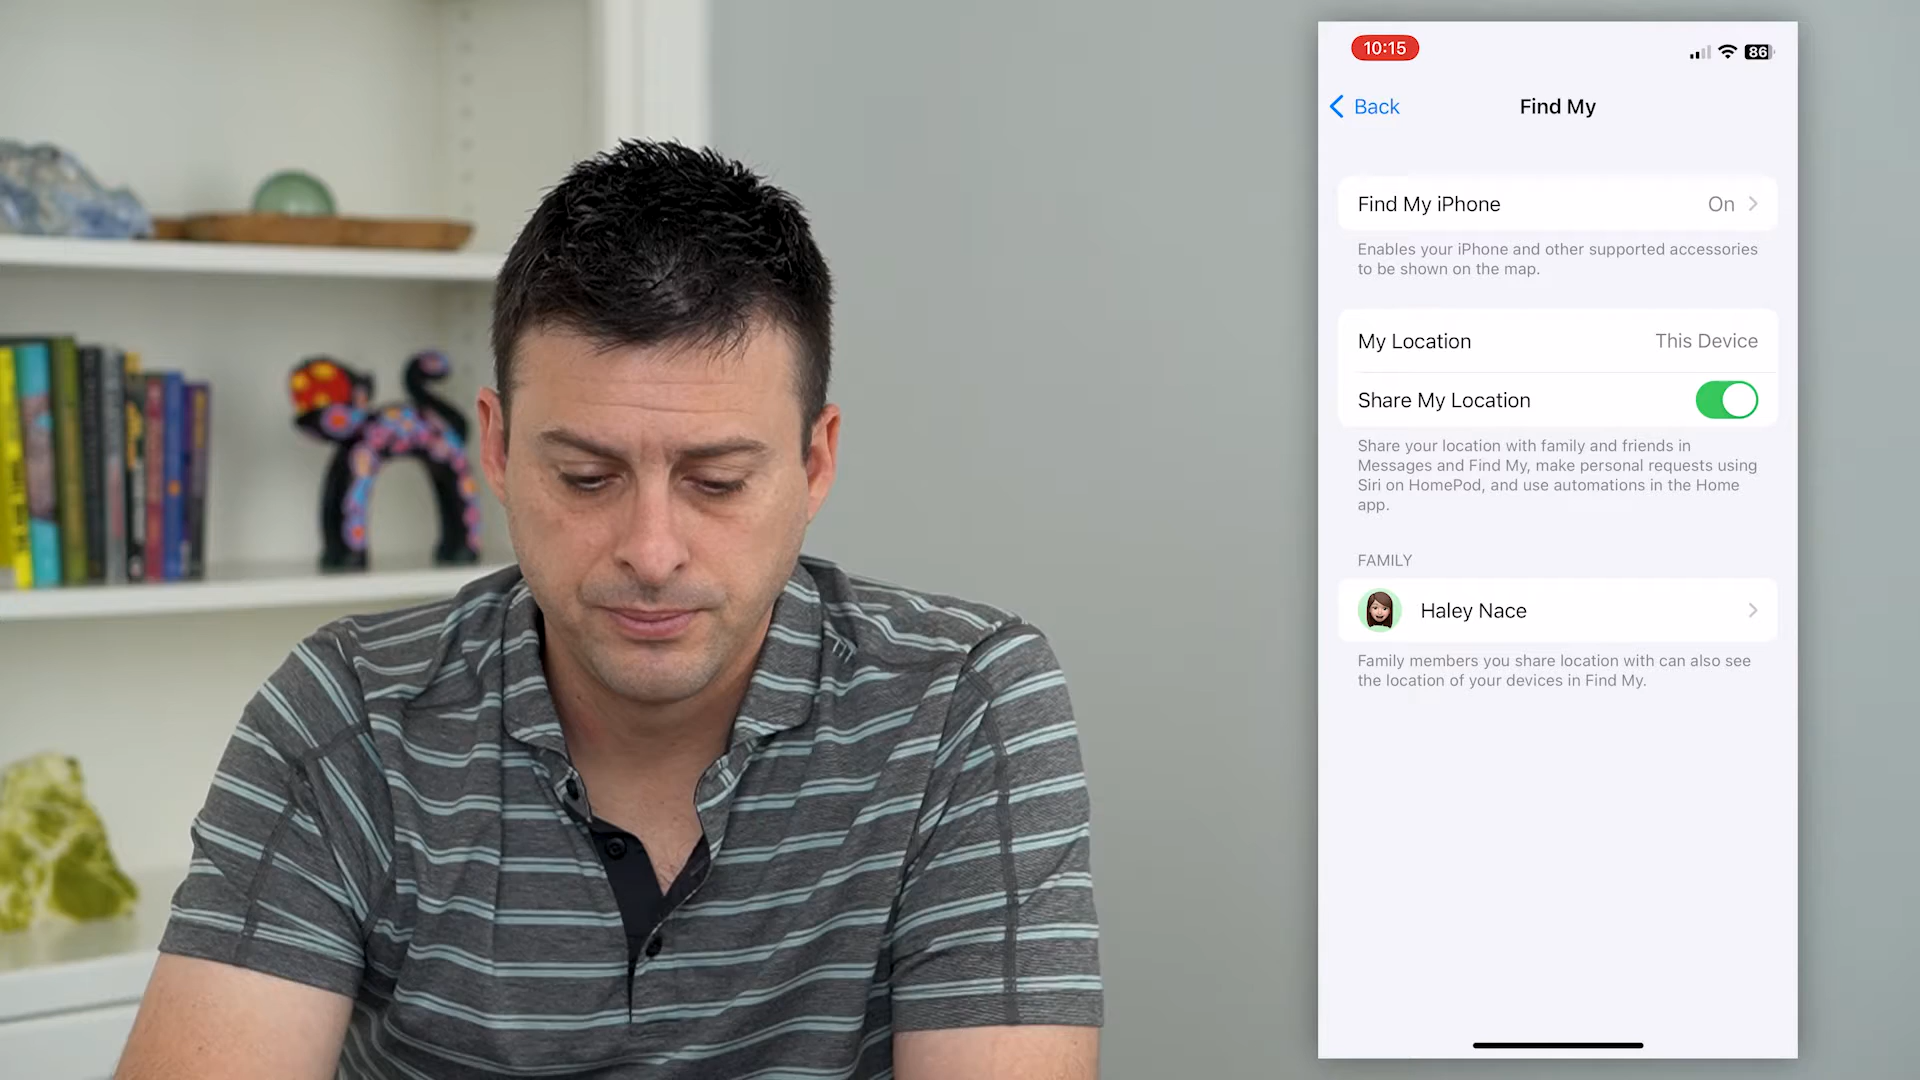 10:15
86
Back
Find My
Find My iPhone
On
Enables your iPhone and other supported accessories
to be shown on the map.
My Location
This Device
Share My Location
Share your location with family and friends in
Messages and Find My, make personal requests using
Siri on HomePod, and use automations in the Home
app.
FAMILY
Haley Nace
Family members you share location with can also see
the location of your devices in Find My.